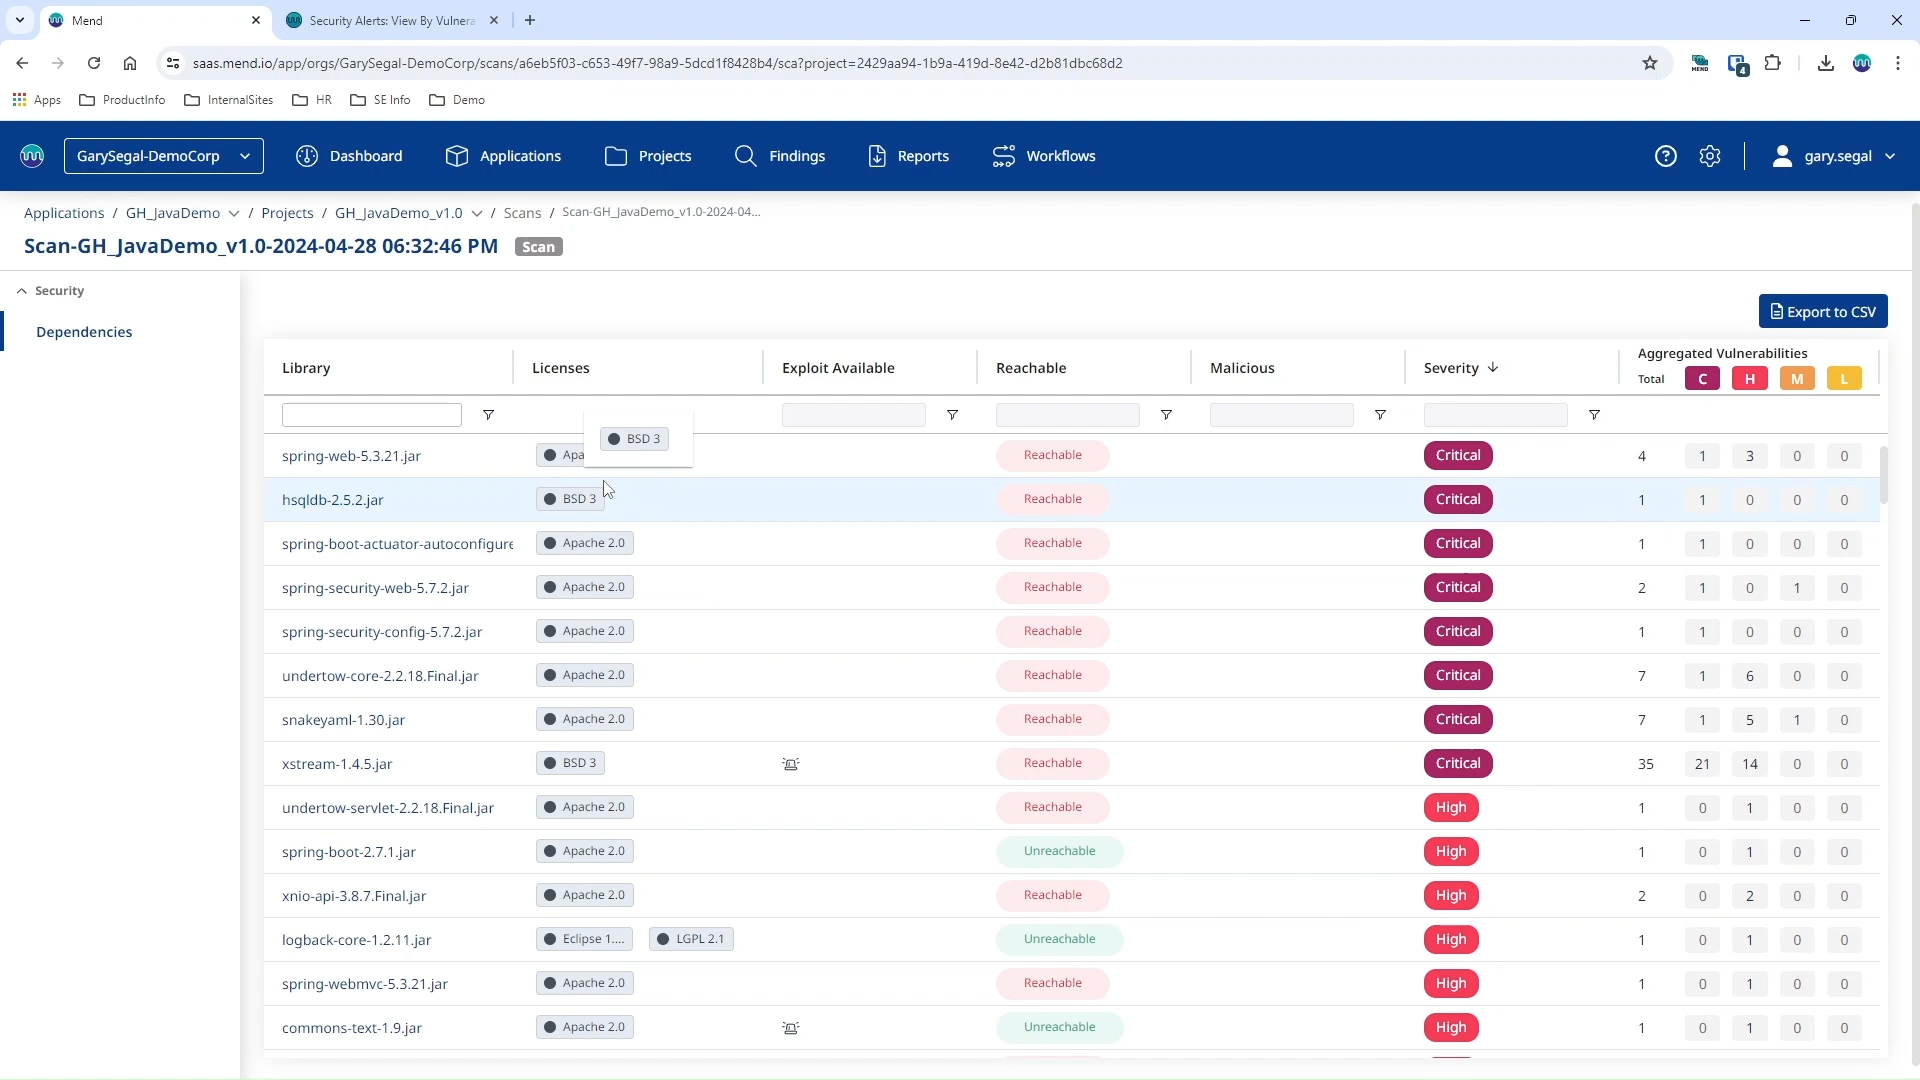 Mend
Security Alerts: View By Vulnera
saas.mend.io/app/orgs/GarySegal-DemoCorp/scans/a6eb5f03-c653-49f7-98a9-5dcd1f8428b4/sca?project=2429aa94-1b9a-419d-8e42-d2b81dbc68d2
MEND
4
Apps ProductInfo InternalSites HR SE Info Demo
GarySegal-DemoCorp Dashboard Applications Projects Findings Reports Workflows gary.segal
Applications / GH_JavaDemo / Projects / GH_JavaDemo_v1.0 / Scans / Scan-GH_JavaDemo_v1.0-2024-04...
Scan-GH_JavaDemo_v1.0-2024-04-28 06:32:46 PM Scan
Security
Dependencies
Export to CSV
Library Licenses Exploit Available Reachable Malicious Severity Aggregated Vulnerabilities
Total C H M L
BSD 3
spring-web-5.3.21.jar Apa Reachable Critical 4 1 3 0 0
hsqldb-2.5.2.jar BSD 3 Reachable Critical 1 1 0 0 0
spring-boot-actuator-autoconfigure Apache 2.0 Reachable Critical 1 1 0 0 0
spring-security-web-5.7.2.jar Apache 2.0 Reachable Critical 2 1 0 1 0
spring-security-config-5.7.2.jar Apache 2.0 Reachable Critical 1 1 0 0 0
undertow-core-2.2.18.Final.jar Apache 2.0 Reachable Critical 7 1 6 0 0
snakeyaml-1.30.jar Apache 2.0 Reachable Critical 7 1 5 1 0
xstream-1.4.5.jar BSD 3 Reachable Critical 35 21 14 0 0
undertow-servlet-2.2.18.Final.jar Apache 2.0 Reachable High 1 0 1 0 0
spring-boot-2.7.1.jar Apache 2.0 Unreachable High 1 0 1 0 0
xnio-api-3.8.7.Final.jar Apache 2.0 Reachable High 2 0 2 0 0
logback-core-1.2.11.jar Eclipse 1.... LGPL 2.1 Unreachable High 1 0 1 0 0
spring-webmvc-5.3.21.jar Apache 2.0 Reachable High 1 0 1 0 0
commons-text-1.9.jar Apache 2.0 Unreachable High 1 0 1 0 0